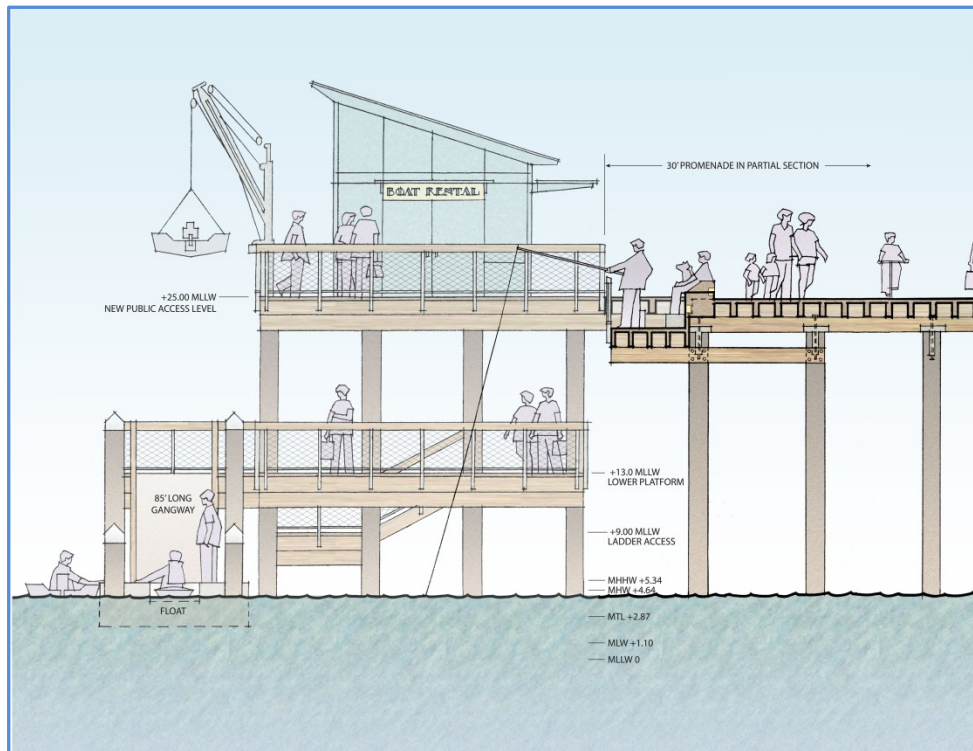 30' PROMENADE IN PARTIAL SECTION
BOAT RENTAL
+25.00 MLLW
NEW PUBLIC ACCESS LEVEL
+13.0 MLLW
LOWER PLATFORM
85' LONG
GANGWAY
+9.00 MLLW
LADDER ACCESS
MHHW +5.34
MHW +4.64
FLOAT
MTL +2.87
MLW +1.10
MLLW 0